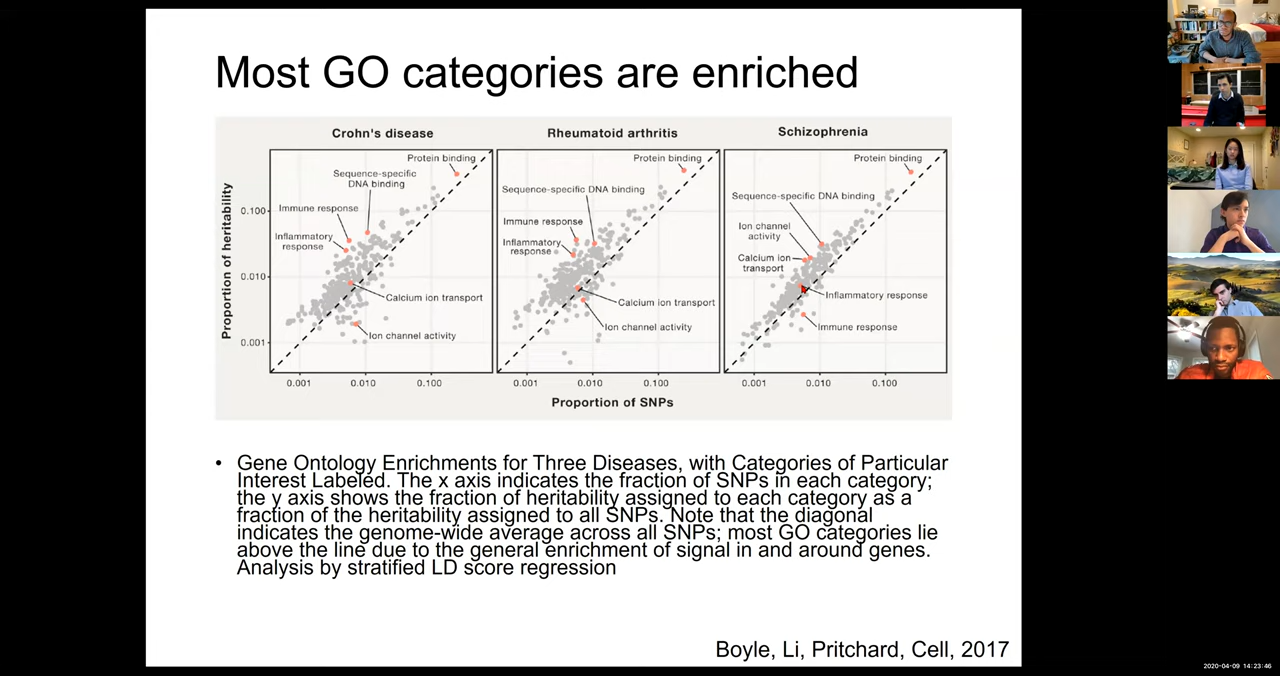 Most GO categories are enriched
Crohn's disease
Rheumatoid arthritis
Schizophrenia
Proportion of heritability
0.100
0.010
0.001
Protein binding
Sequence-specific
DNA binding
Immune response
Inflammatory
response
Calcium ion transport
Ion channel activity
0.001
0.010
0.100
Protein binding
Sequence-specific DNA binding
Immune response
Inflammatory
response
Calcium ion transport
Ion channel activity
0.001
0.010
0.100
Protein binding
Sequence-specific DNA binding
Ion channel
activity
Calcium ion
transport
Inflammatory response
Immune response
0.001
0.010
0.100
Proportion of SNPs
• Gene Ontology Enrichments for Three Diseases, with Categories of Particular
Interest Labeled. The x axis indicates the fraction of SNPs in each category;
the y axis shows the fraction of heritability assigned to each category as a
fraction of the heritability assigned to all SNPs. Note that the diagonal
indicates the genome-wide average across all SNPs; most GO categories lie
above the line due to the general enrichment of signal in and around genes.
Analysis by stratified LD score regression
Boyle, Li, Pritchard, Cell, 2017
2020-04-09 14:23:46